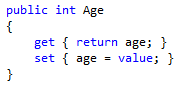 public int Age
{
    get { return age; }
    set { age = value; }
}